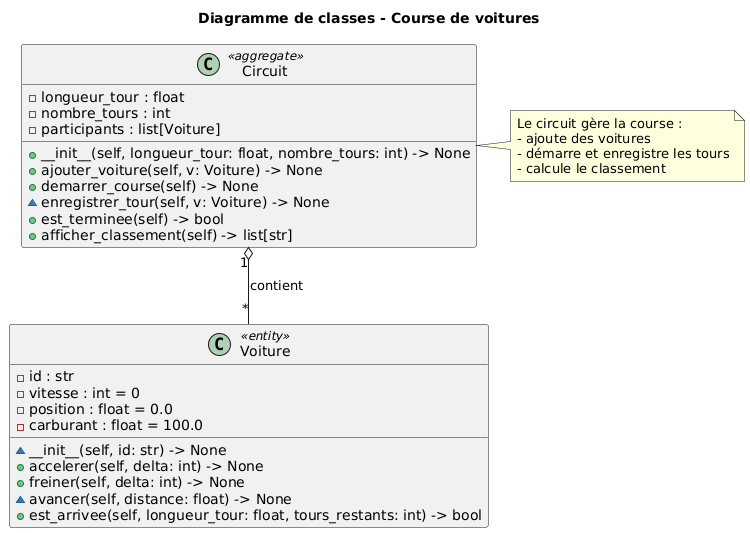 Diagramme de classes - Course de voitures
C
«aggregate»
Circuit
longueur_tour : float
nombre_tours : int
participants : list[Voiture]
__init__(self, longueur_tour: float, nombre_tours: int) -> None
ajouter_voiture(self, v: Voiture) -> None
demarrer_course(self) -> None
enregistrer_tour(self, v: Voiture) -> None
est_terminee(self) -> bool
afficher_classement(self) -> list[str]
Le circuit gère la course :
- ajoute des voitures
- démarre et enregistre les tours
- calcule le classement
1
contient
*
C
«entity»
Voiture
id : str
vitesse : int = 0
position : float = 0.0
carburant : float = 100.0
__init__(self, id: str) -> None
accelerer(self, delta: int) -> None
freiner(self, delta: int) -> None
avancer(self, distance: float) -> None
est_arrivee(self, longueur_tour: float, tours_restants: int) -> bool